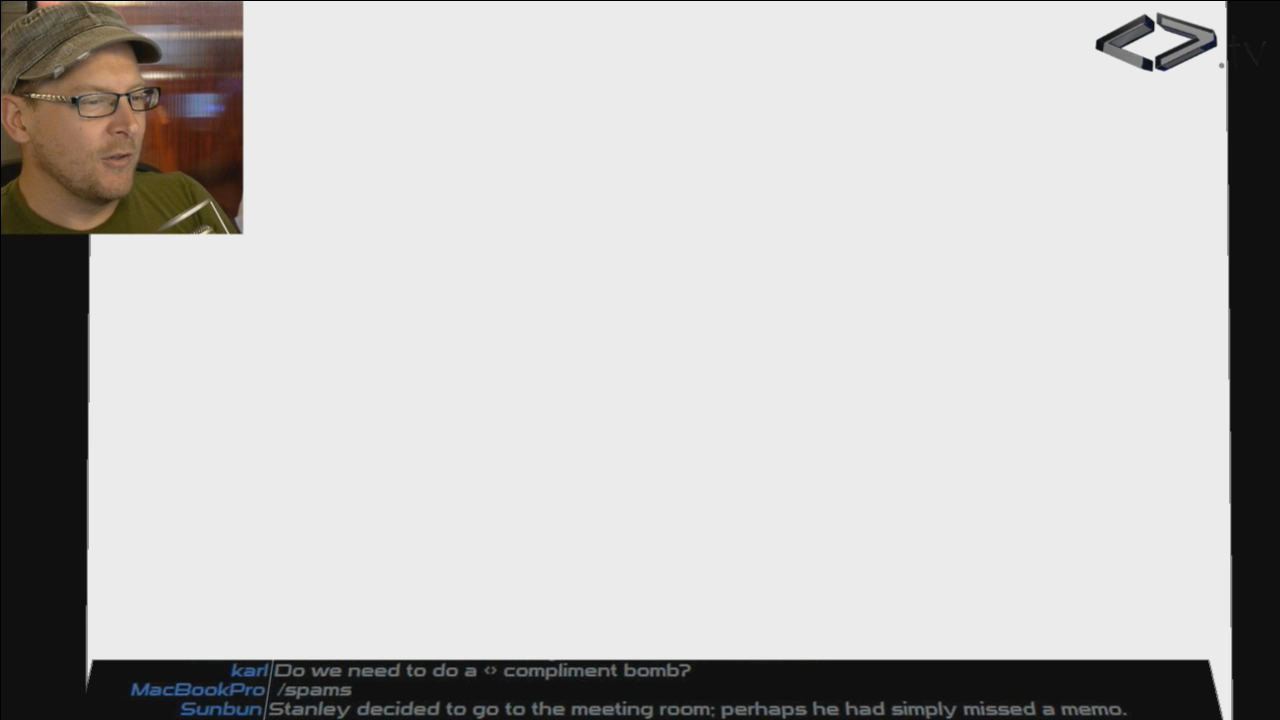 <>.tv
karl Do we need to do a <> compliment bomb?
MacBookPro /spams
Sunbun Stanley decided to go to the meeting room; perhaps he had simply missed a memo.